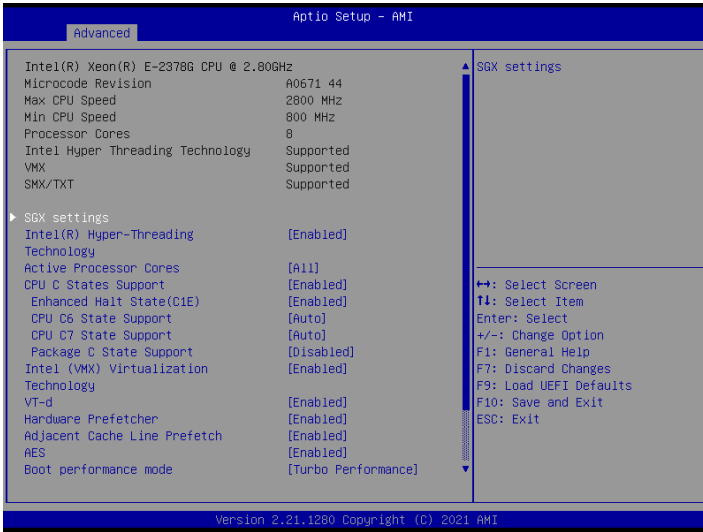 Aptio Setup – AMI
Advanced
Intel(R) Xeon(R) E-2378G CPU @ 2.80GHz
Microcode Revision A0671 44
Max CPU Speed 2800 MHz
Min CPU Speed 800 MHz
Processor Cores 8
Intel Hyper Threading Technology Supported
VMX Supported
SMX/TXT Supported
SGX settings
Intel(R) Hyper-Threading [Enabled]
Technology
Active Processor Cores [All]
CPU C States Support [Enabled]
Enhanced Halt State(C1E) [Enabled]
CPU C6 State Support [Auto]
CPU C7 State Support [Auto]
Package C State Support [Disabled]
Intel (VMX) Virtualization [Enabled]
Technology
VT-d [Enabled]
Hardware Prefetcher [Enabled]
Adjacent Cache Line Prefetch [Enabled]
AES [Enabled]
Boot performance mode [Turbo Performance]
SGX settings
↔: Select Screen
↑↓: Select Item
Enter: Select
+/-: Change Option
F1: General Help
F7: Discard Changes
F9: Load UEFI Defaults
F10: Save and Exit
ESC: Exit
Version 2.21.1280 Copyright (C) 2021 AMI